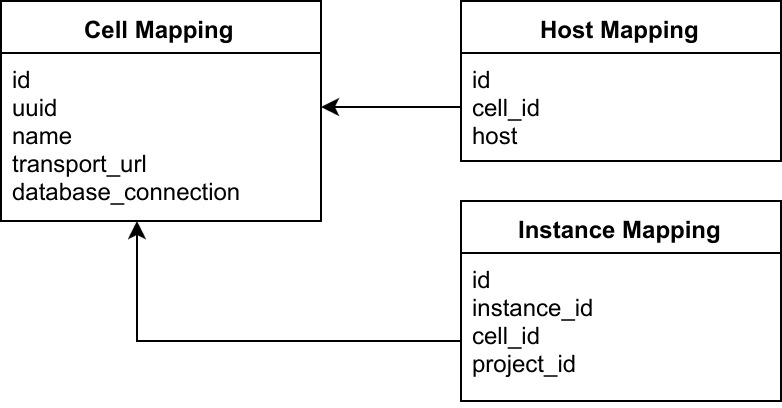 Cell Mapping
id
uuid
name
transport_url
database_connection
Host Mapping
id
cell_id
host
Instance Mapping
id
instance_id
cell_id
project_id